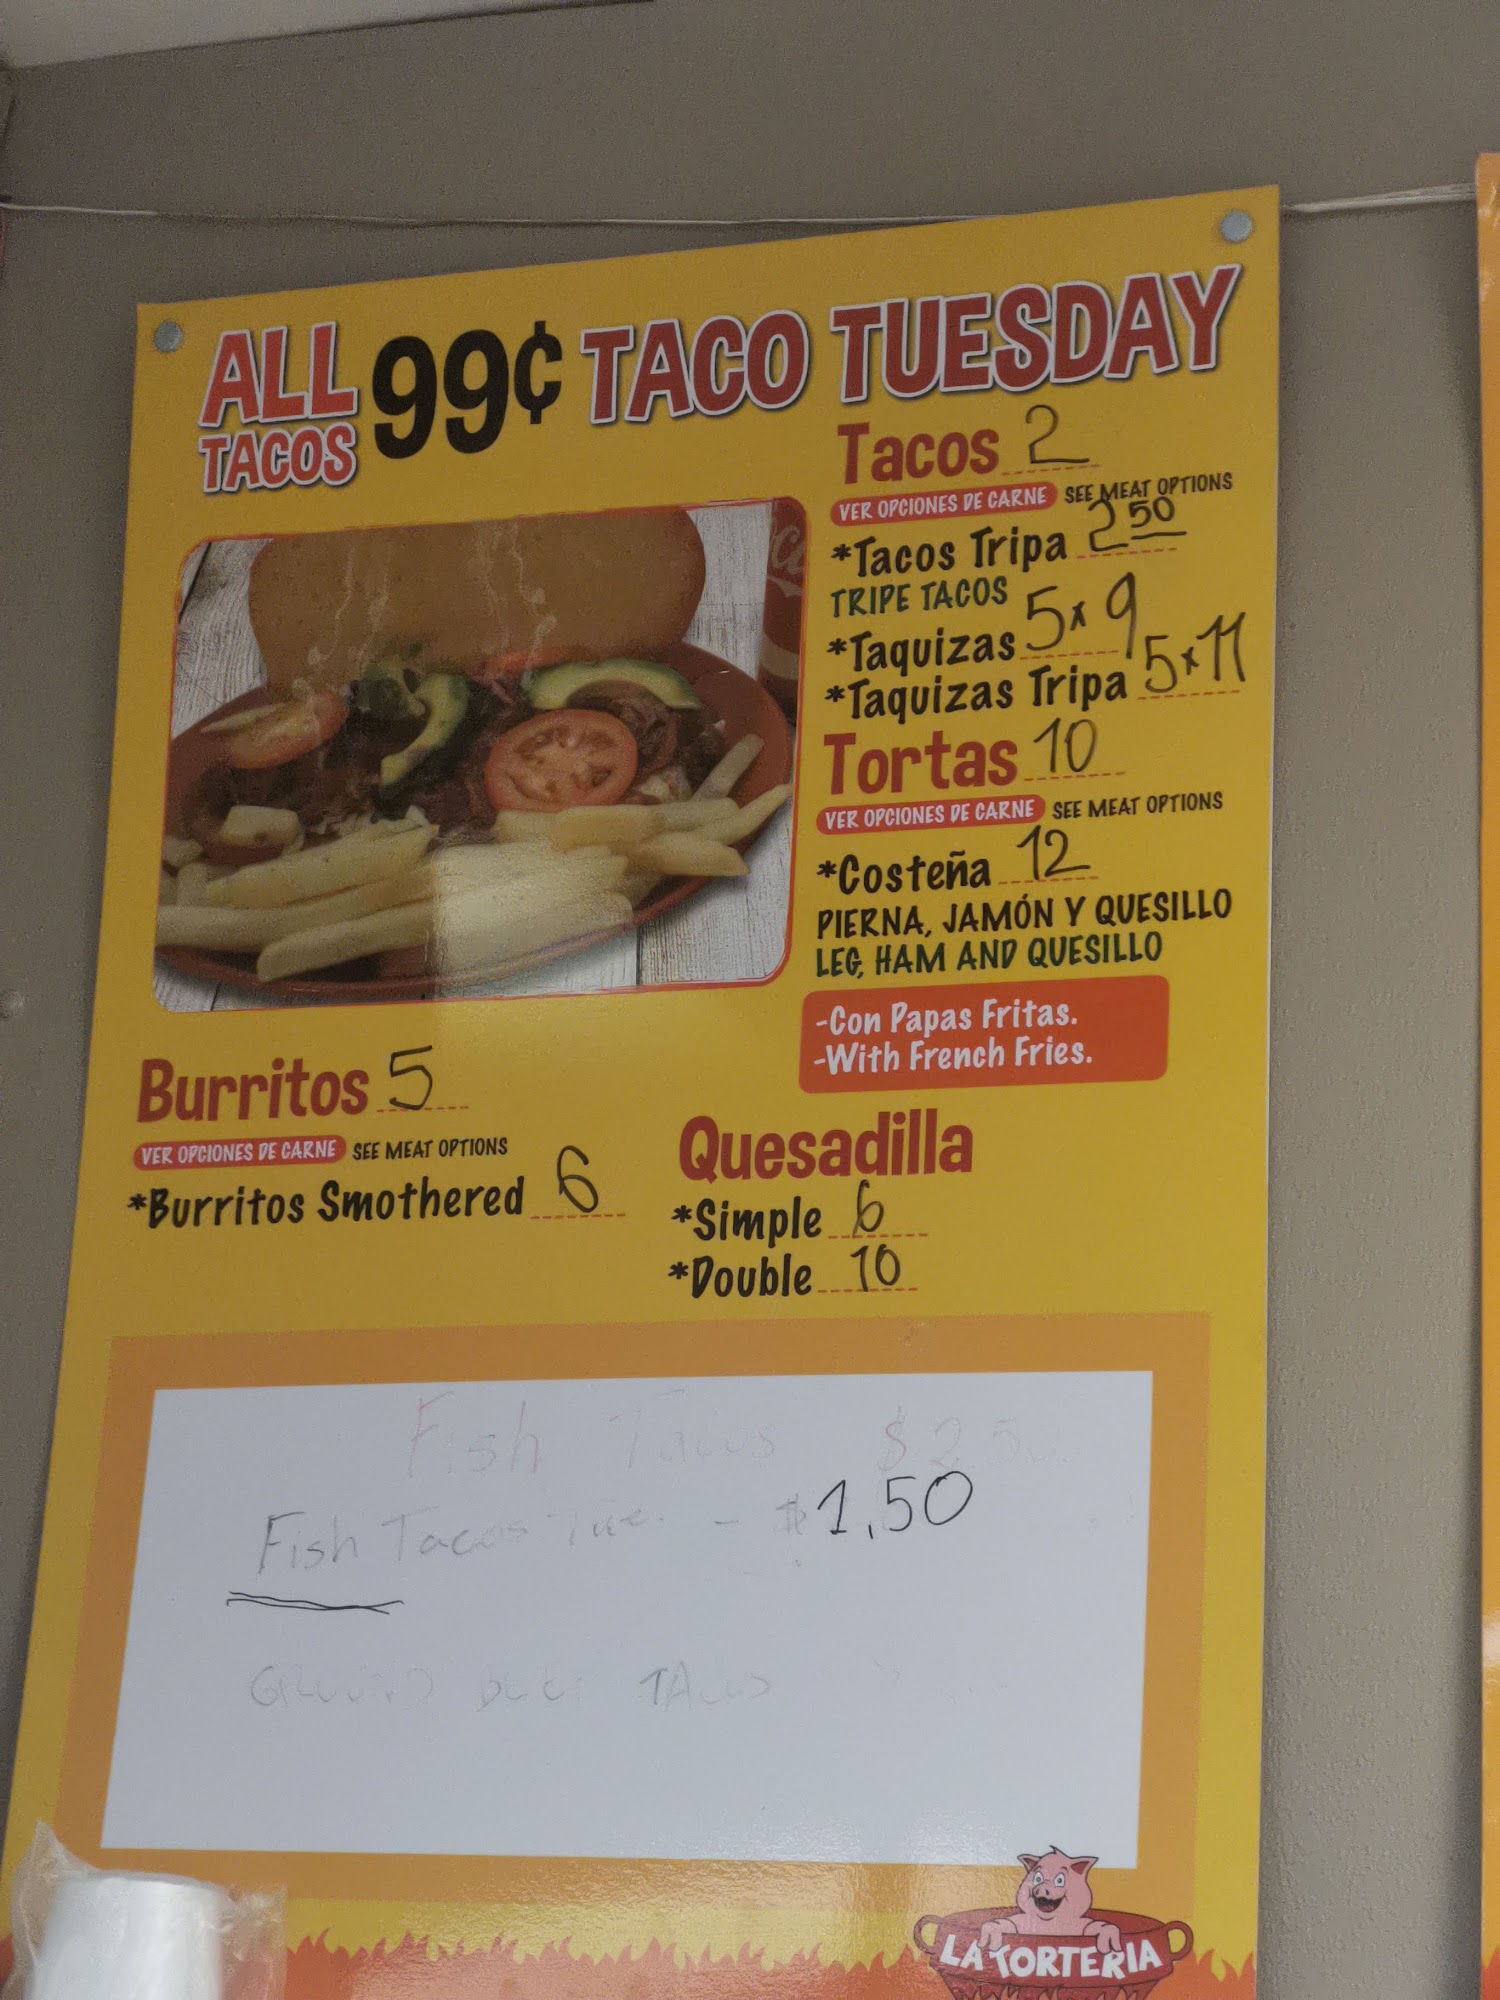 ALL TACOS 99¢ TACO TUESDAY
Tacos 2
VER OPCIONES DE CARNE SEE MEAT OPTIONS
*Tacos Tripa 2 50
TRIPE TACOS
*Taquizas 5x9
*Taquizas Tripa 5x11
Tortas 10
VER OPCIONES DE CARNE SEE MEAT OPTIONS
*Costeña 12
PIERNA, JAMÓN Y QUESILLO
LEG, HAM AND QUESILLO
-Con Papas Fritas.
-With French Fries.
Burritos 5
VER OPCIONES DE CARNE SEE MEAT OPTIONS
*Burritos Smothered 6
Quesadilla
*Simple 6
*Double 10
Fish Tacos $2.50
Fish Tacos Tue. - $1,50
GROUND BEEF TACOS
LA TORTERIA